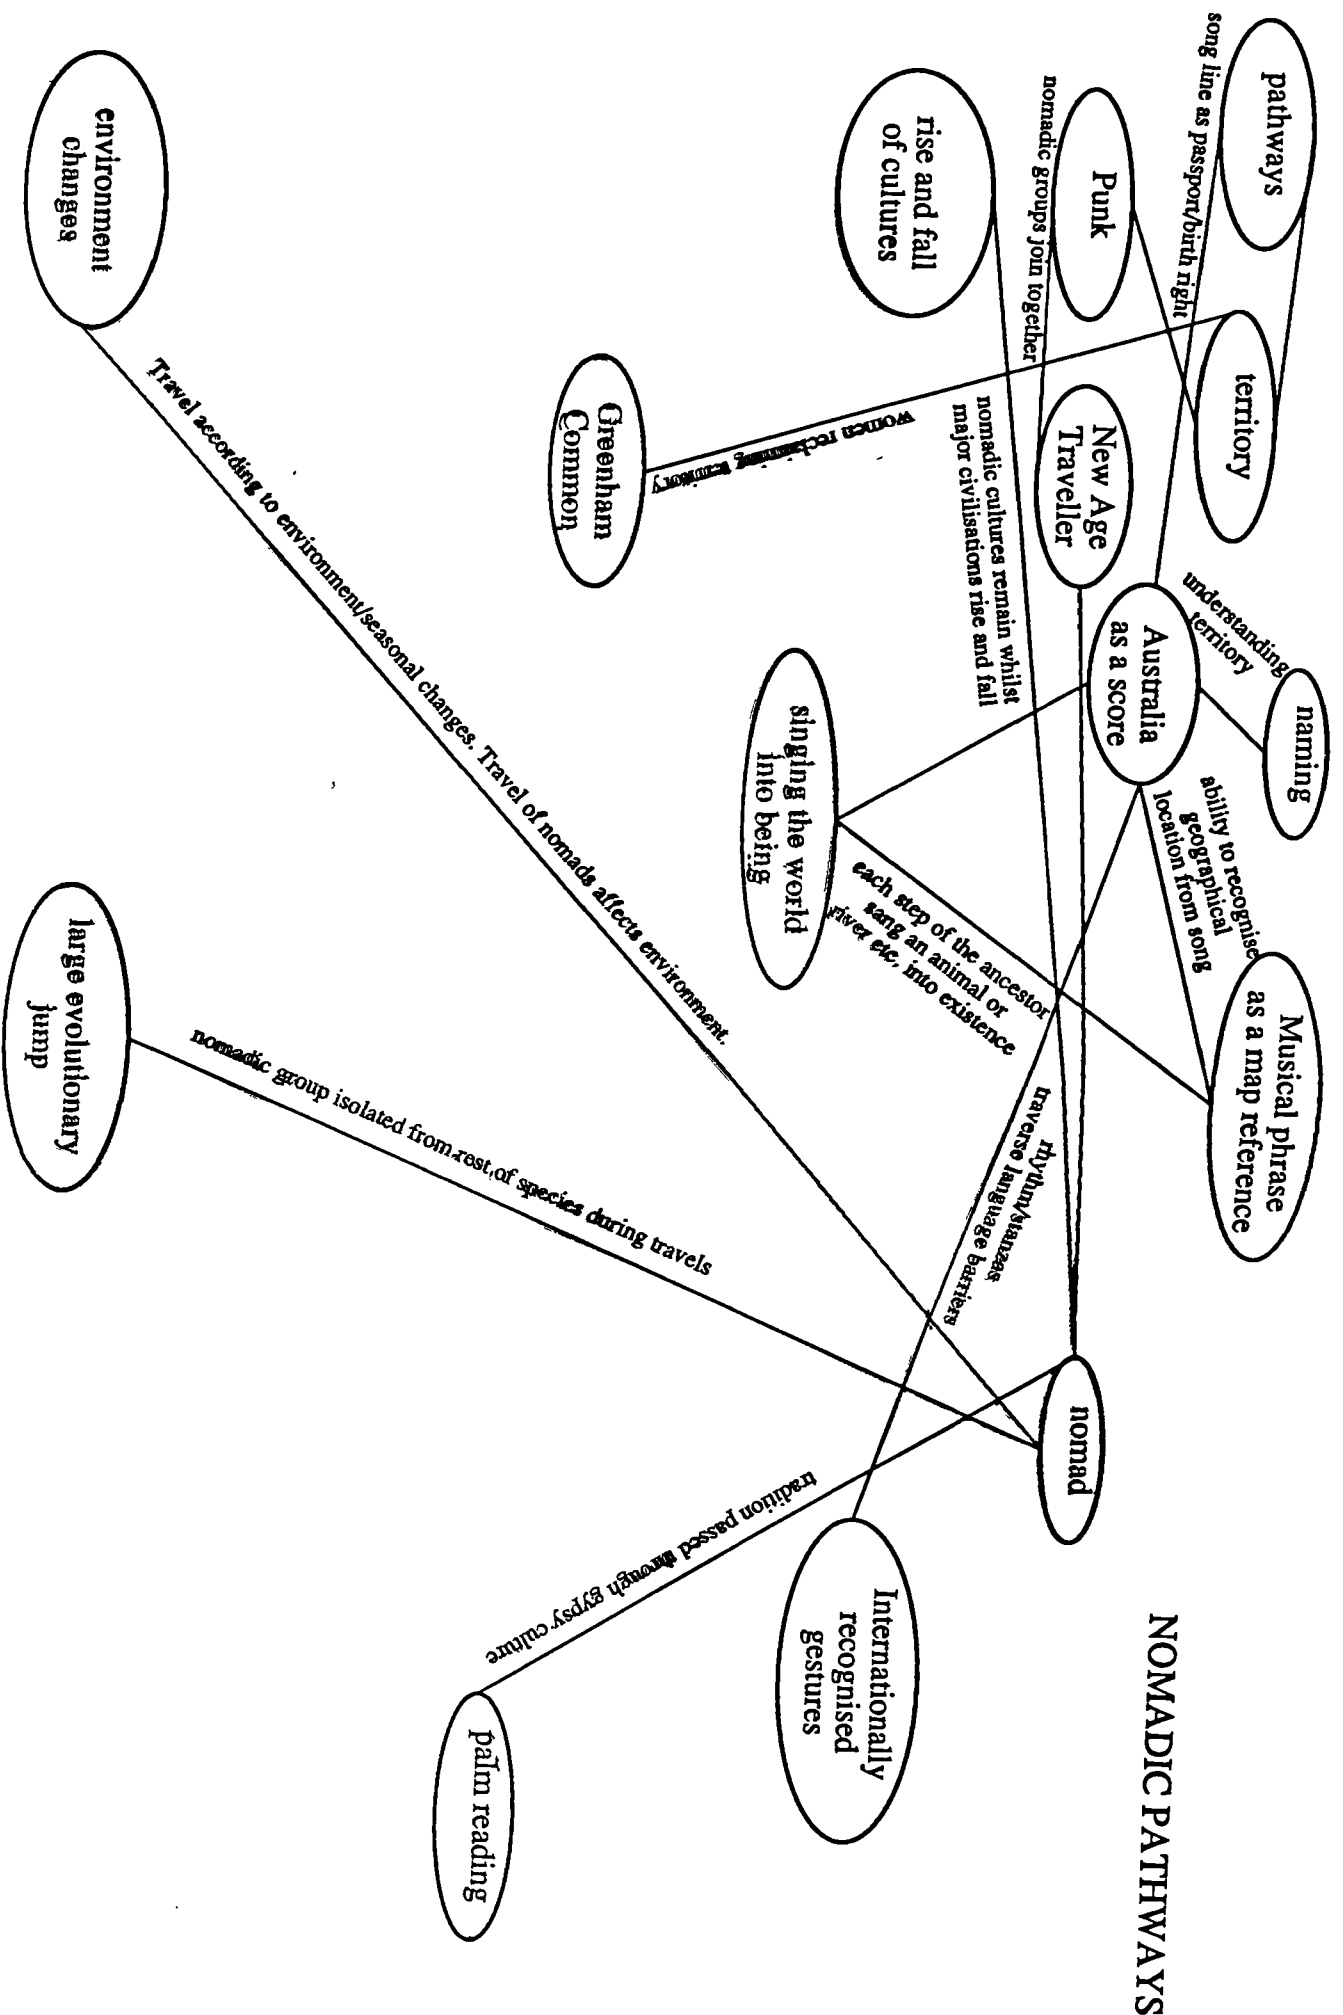 NOMADIC PATHWAYS
pathways
song line as passport/birth right
territory
understanding
territory
naming
Musical phrase
as a map reference
ability to recognise
geographical
location from song
Punk
nomadic groups join together
New Age
Traveller
Australia
as a score
nomad
rise and fall
of cultures
nomadic cultures remain whilst
major civilisations rise and fall
women reclaiming territory
Greenham
Common
singing the world
into being
each step of the ancestor
sang an animal or
river etc, into existence
rhythm/stanzas
traverse language barriers
Internationally
recognised
gestures
tradition passed through gypsy culture
palm reading
environment
changes
Travel according to environment/seasonal changes. Travel of nomads affects environment.
large evolutionary
jump
nomadic group isolated from rest of species during travels